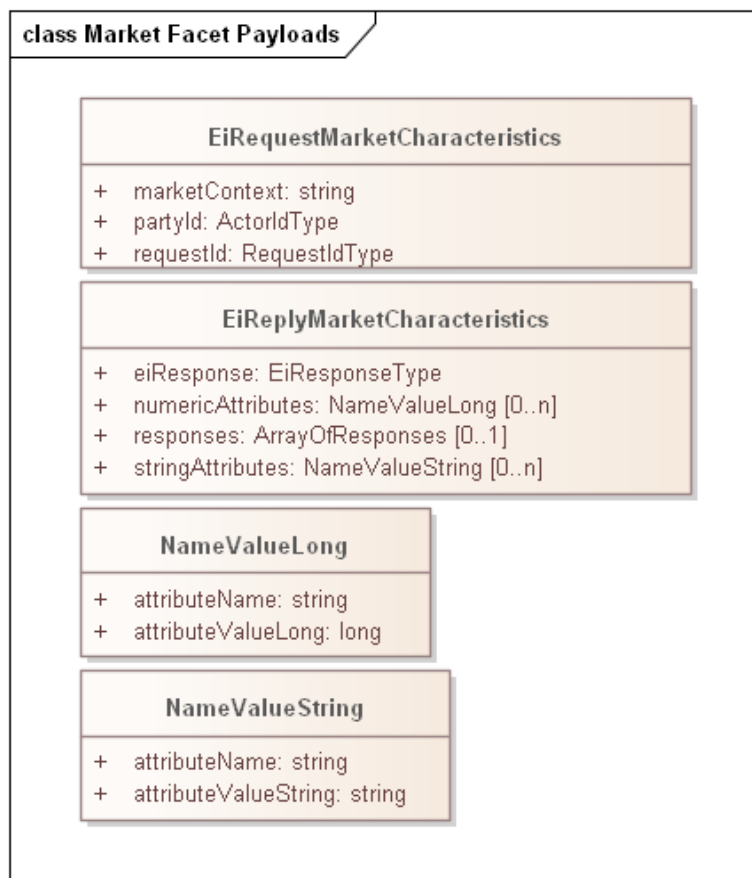 class Market Facet Payloads
EiRequestMarketCharacteristics
+ marketContext: string
+ partyId: ActorIdType
+ requestId: RequestIdType
EiReplyMarketCharacteristics
+ eiResponse: EiResponseType
+ numericAttributes: NameValueLong [0..n]
+ responses: ArrayOfResponses [0..1]
+ stringAttributes: NameValueString [0..n]
NameValueLong
+ attributeName: string
+ attributeValueLong: long
NameValueString
+ attributeName: string
+ attributeValueString: string